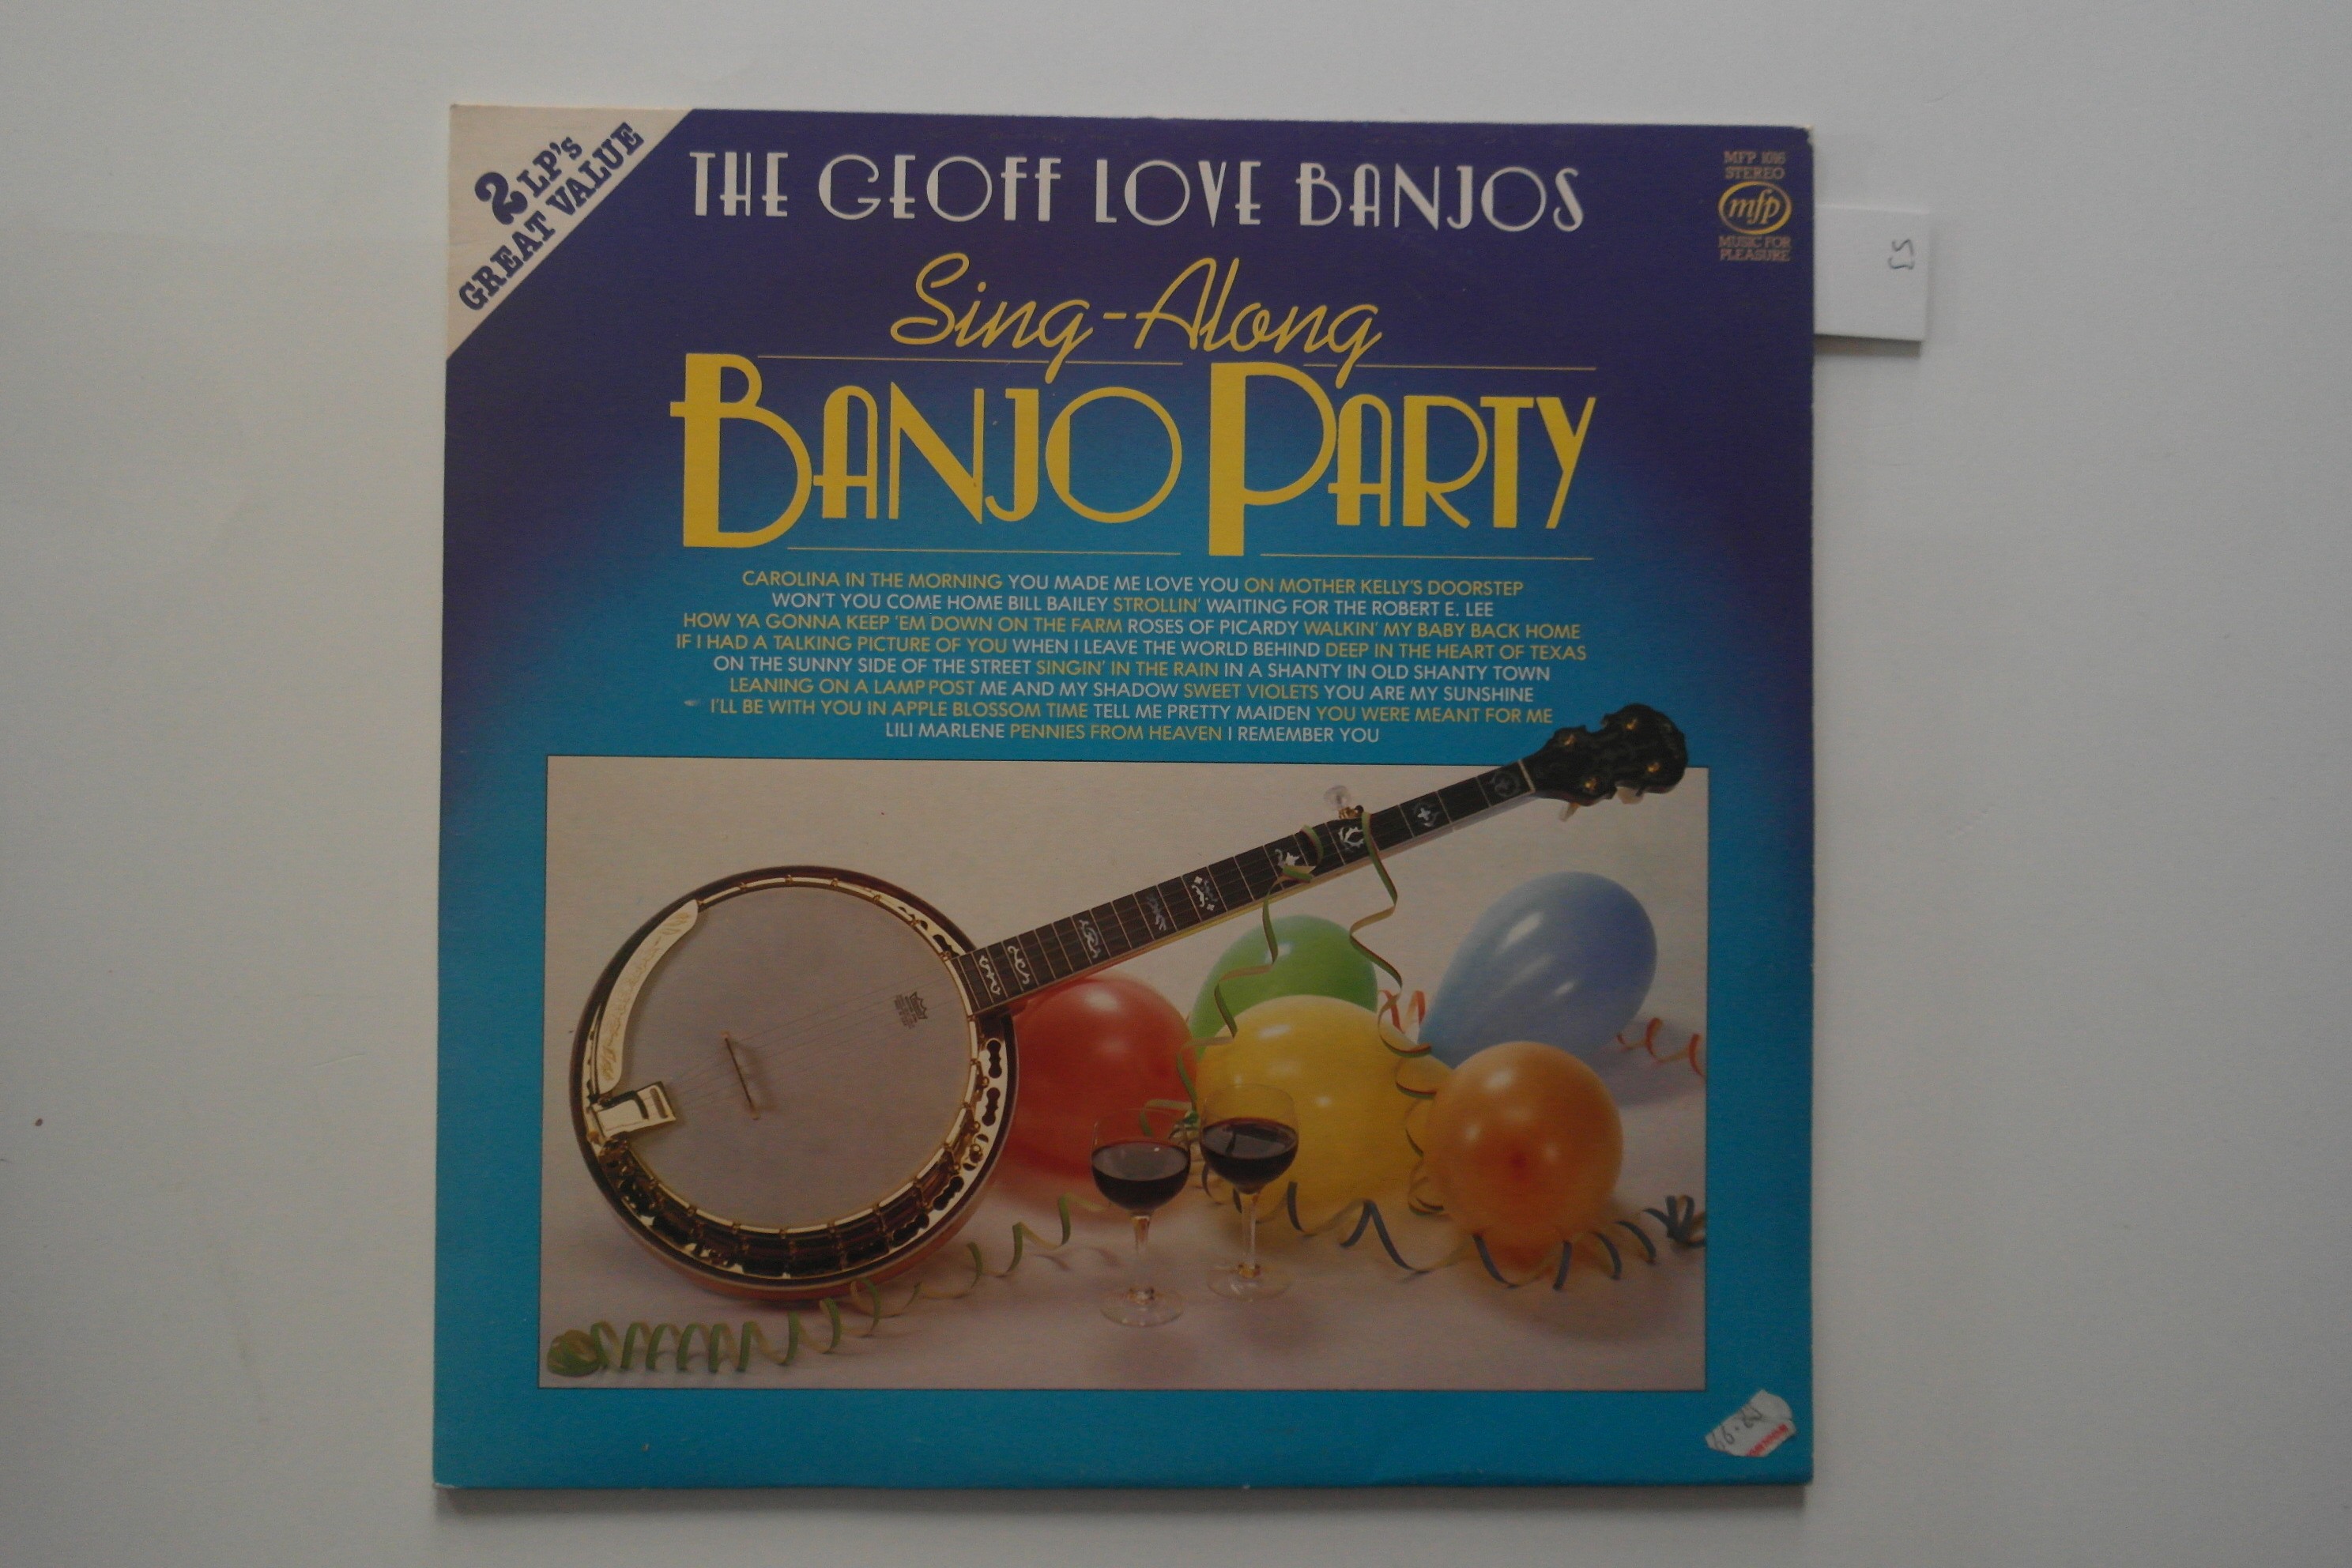 2 LP's
GREAT VALUE
THE GEOFF LOVE BANJOS
MFP 1016
STEREO
mfp
MUSIC FOR
PLEASURE
53
Sing-Along
BANJO PARTY
CAROLINA IN THE MORNING YOU MADE ME LOVE YOU ON MOTHER KELLY'S DOORSTEP
WON'T YOU COME HOME BILL BAILEY STROLLIN' WAITING FOR THE ROBERT E. LEE
HOW YA GONNA KEEP 'EM DOWN ON THE FARM ROSES OF PICARDY WALKIN' MY BABY BACK HOME
IF I HAD A TALKING PICTURE OF YOU WHEN I LEAVE THE WORLD BEHIND DEEP IN THE HEART OF TEXAS
ON THE SUNNY SIDE OF THE STREET SINGIN' IN THE RAIN IN A SHANTY IN OLD SHANTY TOWN
LEANING ON A LAMP POST ME AND MY SHADOW SWEET VIOLETS YOU ARE MY SUNSHINE
I'LL BE WITH YOU IN APPLE BLOSSOM TIME TELL ME PRETTY MAIDEN YOU WERE MEANT FOR ME
LILI MARLENE PENNIES FROM HEAVEN I REMEMBER YOU